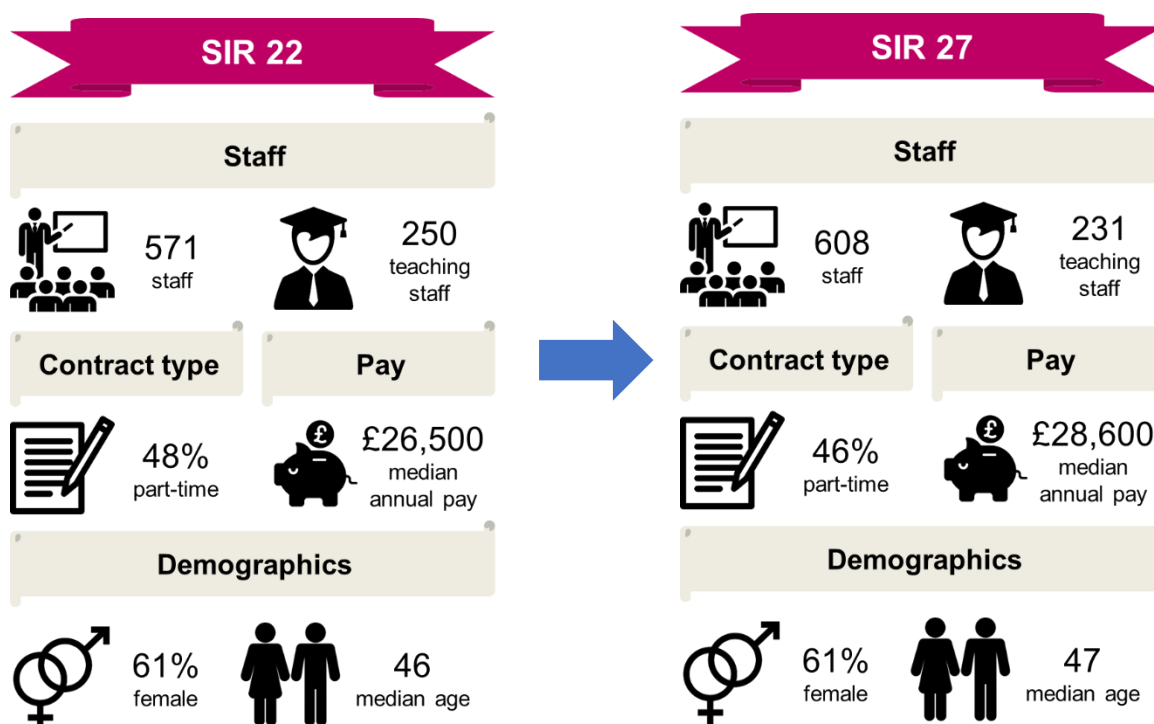 SIR 22
Staff
571
staff
250
teaching
staff
Contract type
Pay
48%
part-time
£
£26,500
median
annual pay
Demographics
61%
female
46
median age
SIR 27
Staff
608
staff
231
teaching
staff
Contract type
Pay
46%
part-time
£
£28,600
median
annual pay
Demographics
61%
female
47
median age